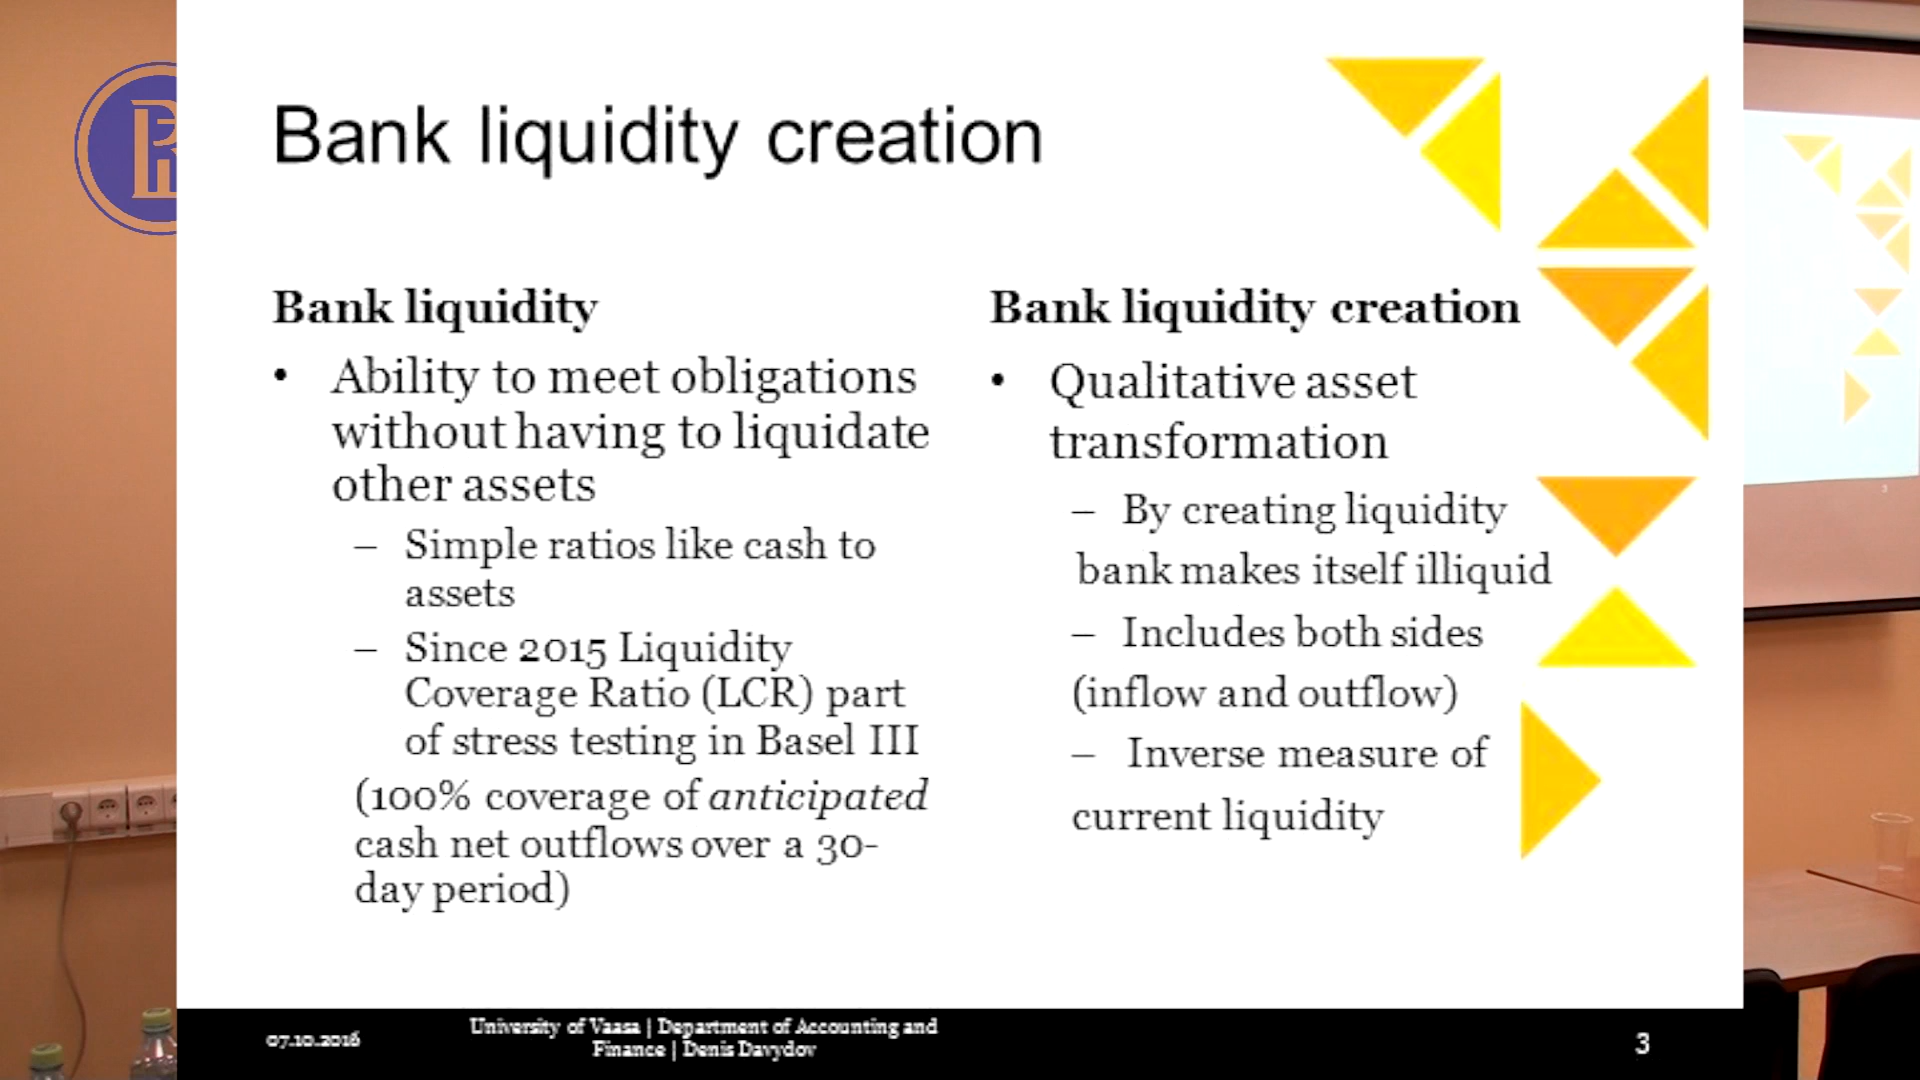 Bank liquidity creation
Bank liquidity
• Ability to meet obligations
without having to liquidate
other assets
– Simple ratios like cash to
assets
– Since 2015 Liquidity
Coverage Ratio (LCR) part
of stress testing in Basel III
(100% coverage of anticipated
cash net outflows over a 30-
day period)
Bank liquidity creation
• Qualitative asset
transformation
– By creating liquidity
bank makes itself illiquid
– Includes both sides
(inflow and outflow)
– Inverse measure of
current liquidity
07.10.2016
University of Vaasa | Department of Accounting and
Finance | Denis Davydov
3